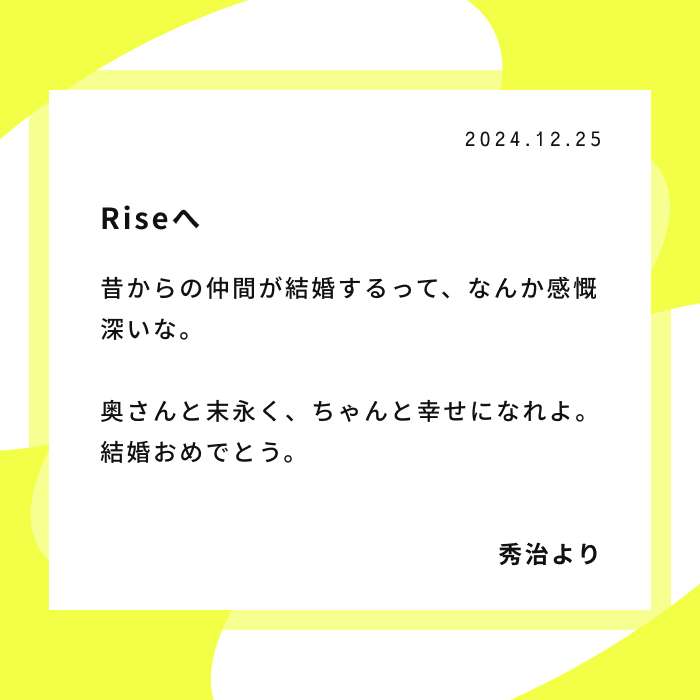 2024.12.25
Riseへ
昔からの仲間が結婚するって、なんか感慨
深いな。
奥さんと末永く、ちゃんと幸せになれよ。
結婚おめでとう。
秀治より